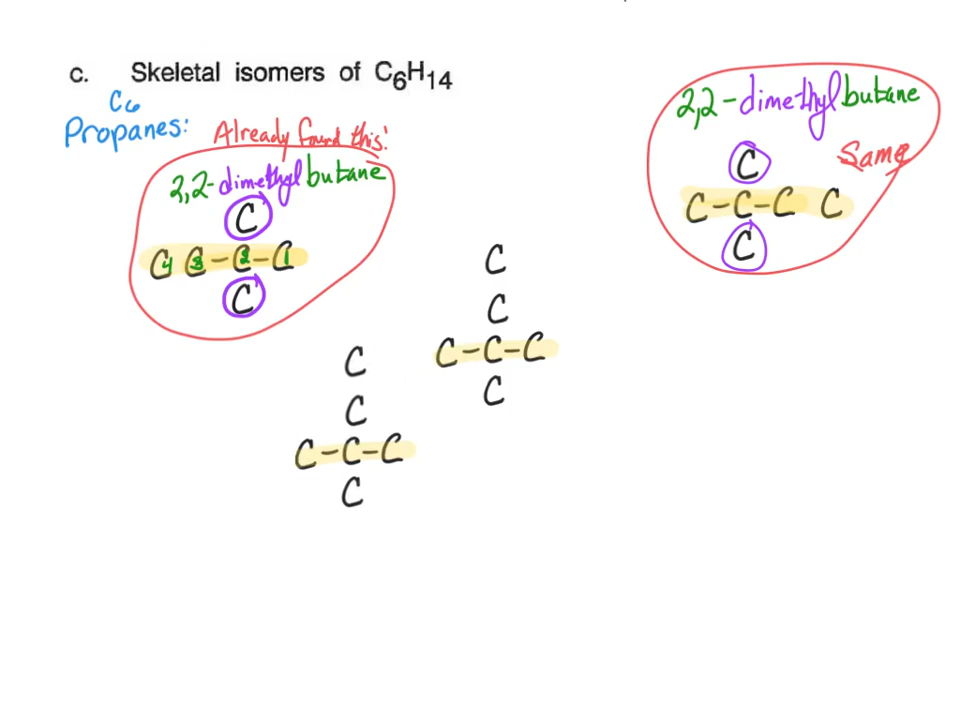 c. Skeletal isomers of C6H14
C6
Propanes:
Already found this!
2,2-dimethylbutane
C
C4 C3-C2-C1
C
2,2-dimethylbutane
Same
C
C-C-C C
C
C
C
C-C-C
C
C
C
C-C-C
C